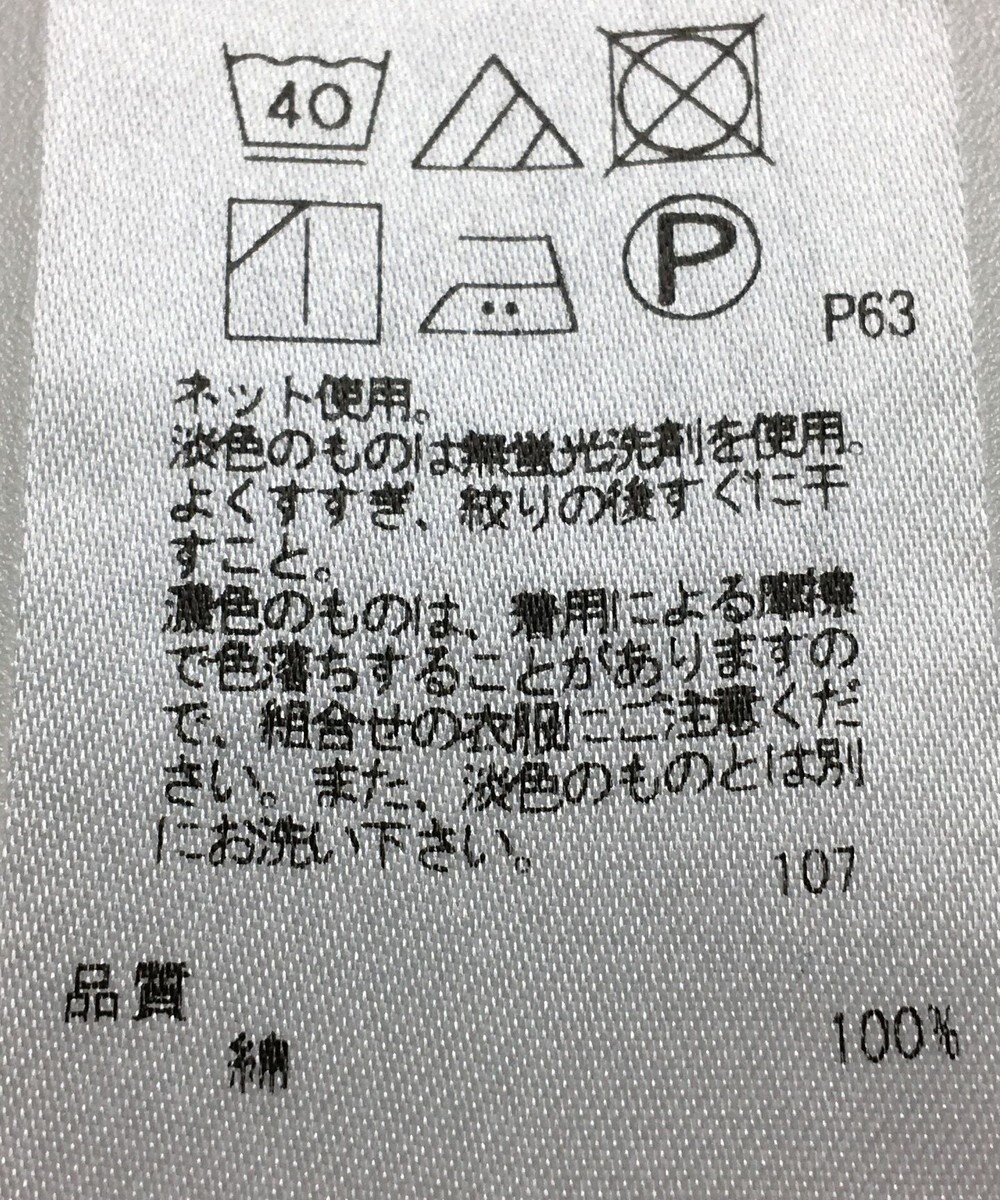 40
P
P63
ネット使用。
淡色のものは無蛍光洗剤を使用。
よくすすぎ、絞りの後すぐに干
すこと。
濃色のものは、着用による摩擦
で色落ちすることがありますの
で、組合せの衣服にご注意くだ
さい。また、淡色のものとは別
にお洗い下さい。
107
品質
綿 100%